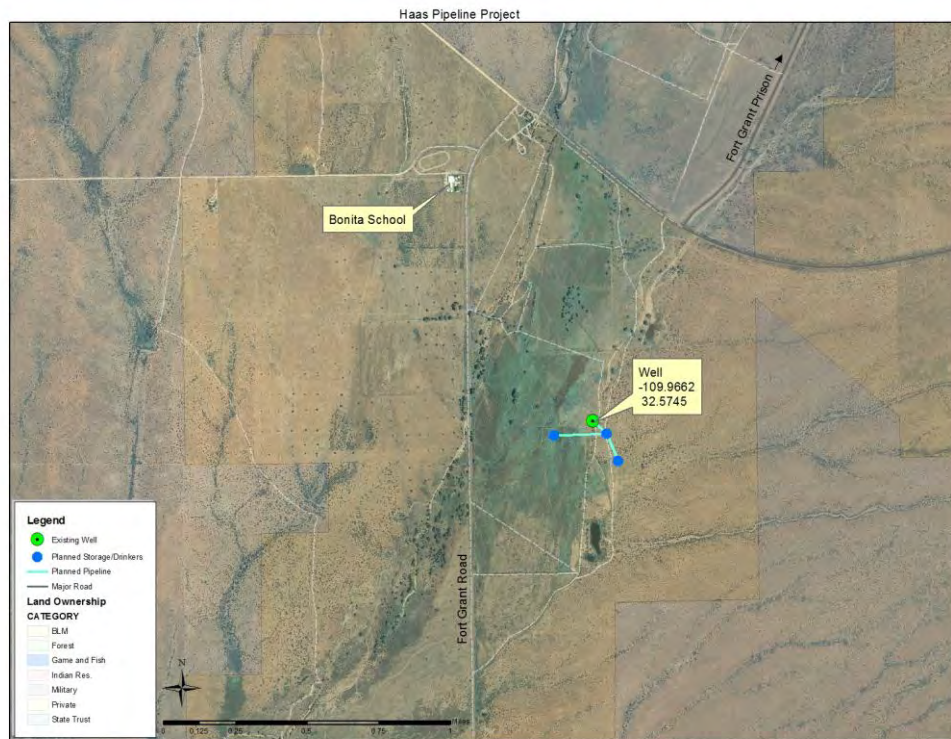 Haas Pipeline Project
Fort Grant Prison
Bonita School
Well
-109.9662
32.5745
Fort Grant Road
Legend
Existing Well
Planned Storage/Drinkers
Planned Pipeline
Major Road
Land Ownership
CATEGORY
BLM
Forest
Game and Fish
Indian Res.
Military
Private
State Trust
N
Miles
0 0.125 0.25 0.5 0.75 1